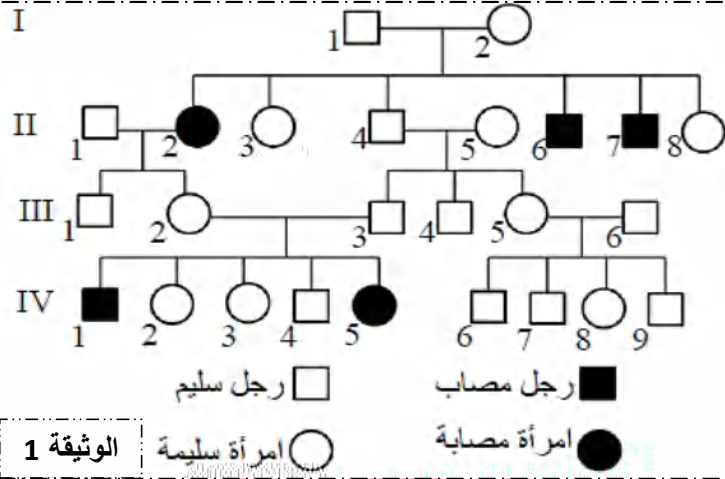 I
1 2
II
1 2 3 4 5 6 7 8
III
1 2 3 4 5 6
IV
1 2 3 4 5 6 7 8 9
رجل مصاب
رجل سليم
امرأة مصابة
امرأة سليمة
الوثيقة 1